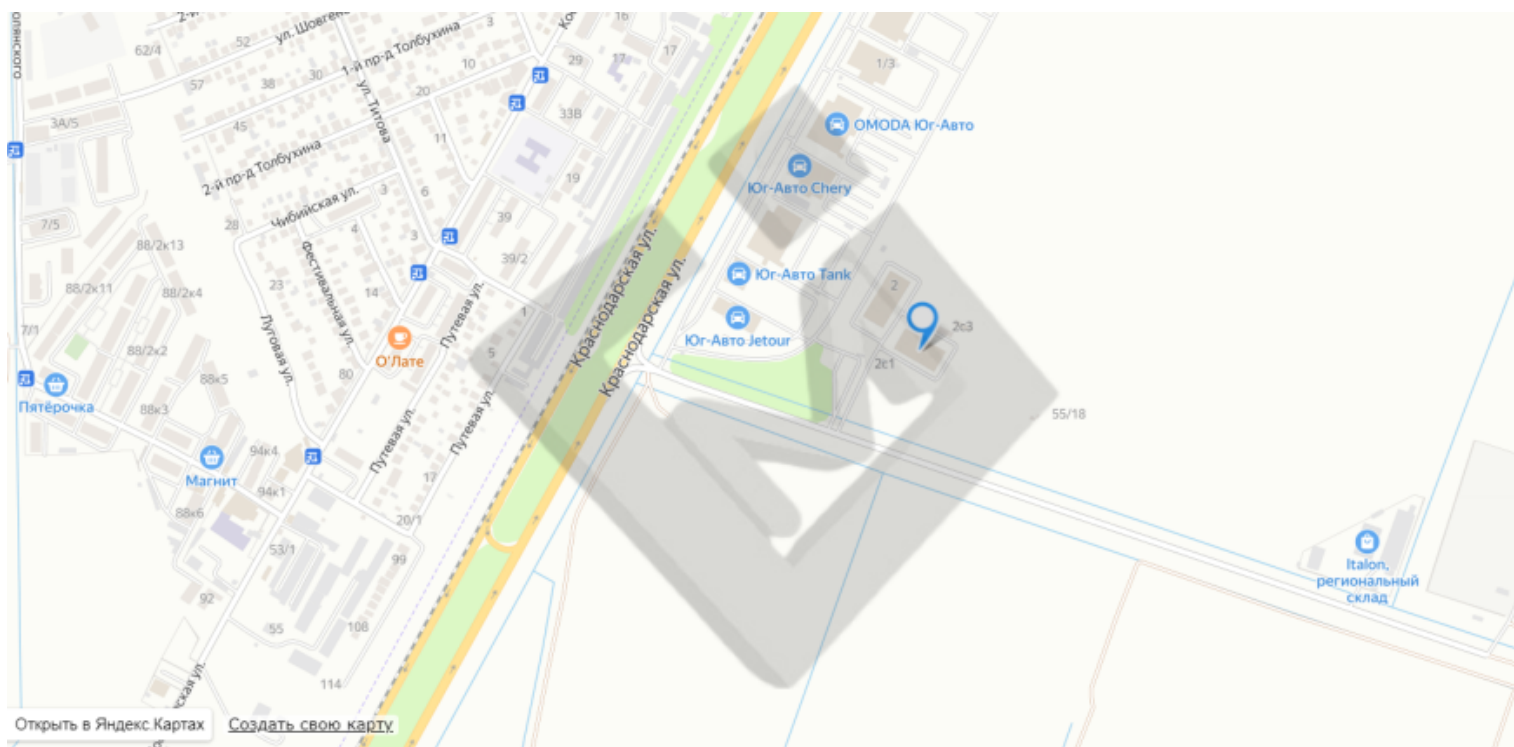 62/4
52
ул. Шовге
2-й
3
16
1-й пр-д Толбухина
10
29
17
17
57
38
30
ул. Титова
20
33В
1/3
3А/5
45
11
OMODA Юг-Авто
2-й пр-д Толбухина
3
6
19
Юг-Авто Chery
Чибийская ул.
7/5
28
4
3
39
88/2к13
39/2
Краснодарская ул.
Краснодарская ул.
Юг-Авто Tank
88/2к11
88/2к4
23
Фестивальная ул.
14
Путевая ул.
1
2
Юг-Авто Jetour
2с3
7/1
88/2к2
Луговая ул.
О'Лате
5
2с1
Пятёрочка
88к5
80
88к3
Путевая ул.
Путевая ул.
55/18
94к4
Магнит
94к1
17
88к6
20/1
53/1
99
Italon,
региональный
склад
92
55
108
114
Открыть в Яндекс.Картах
Создать свою карту